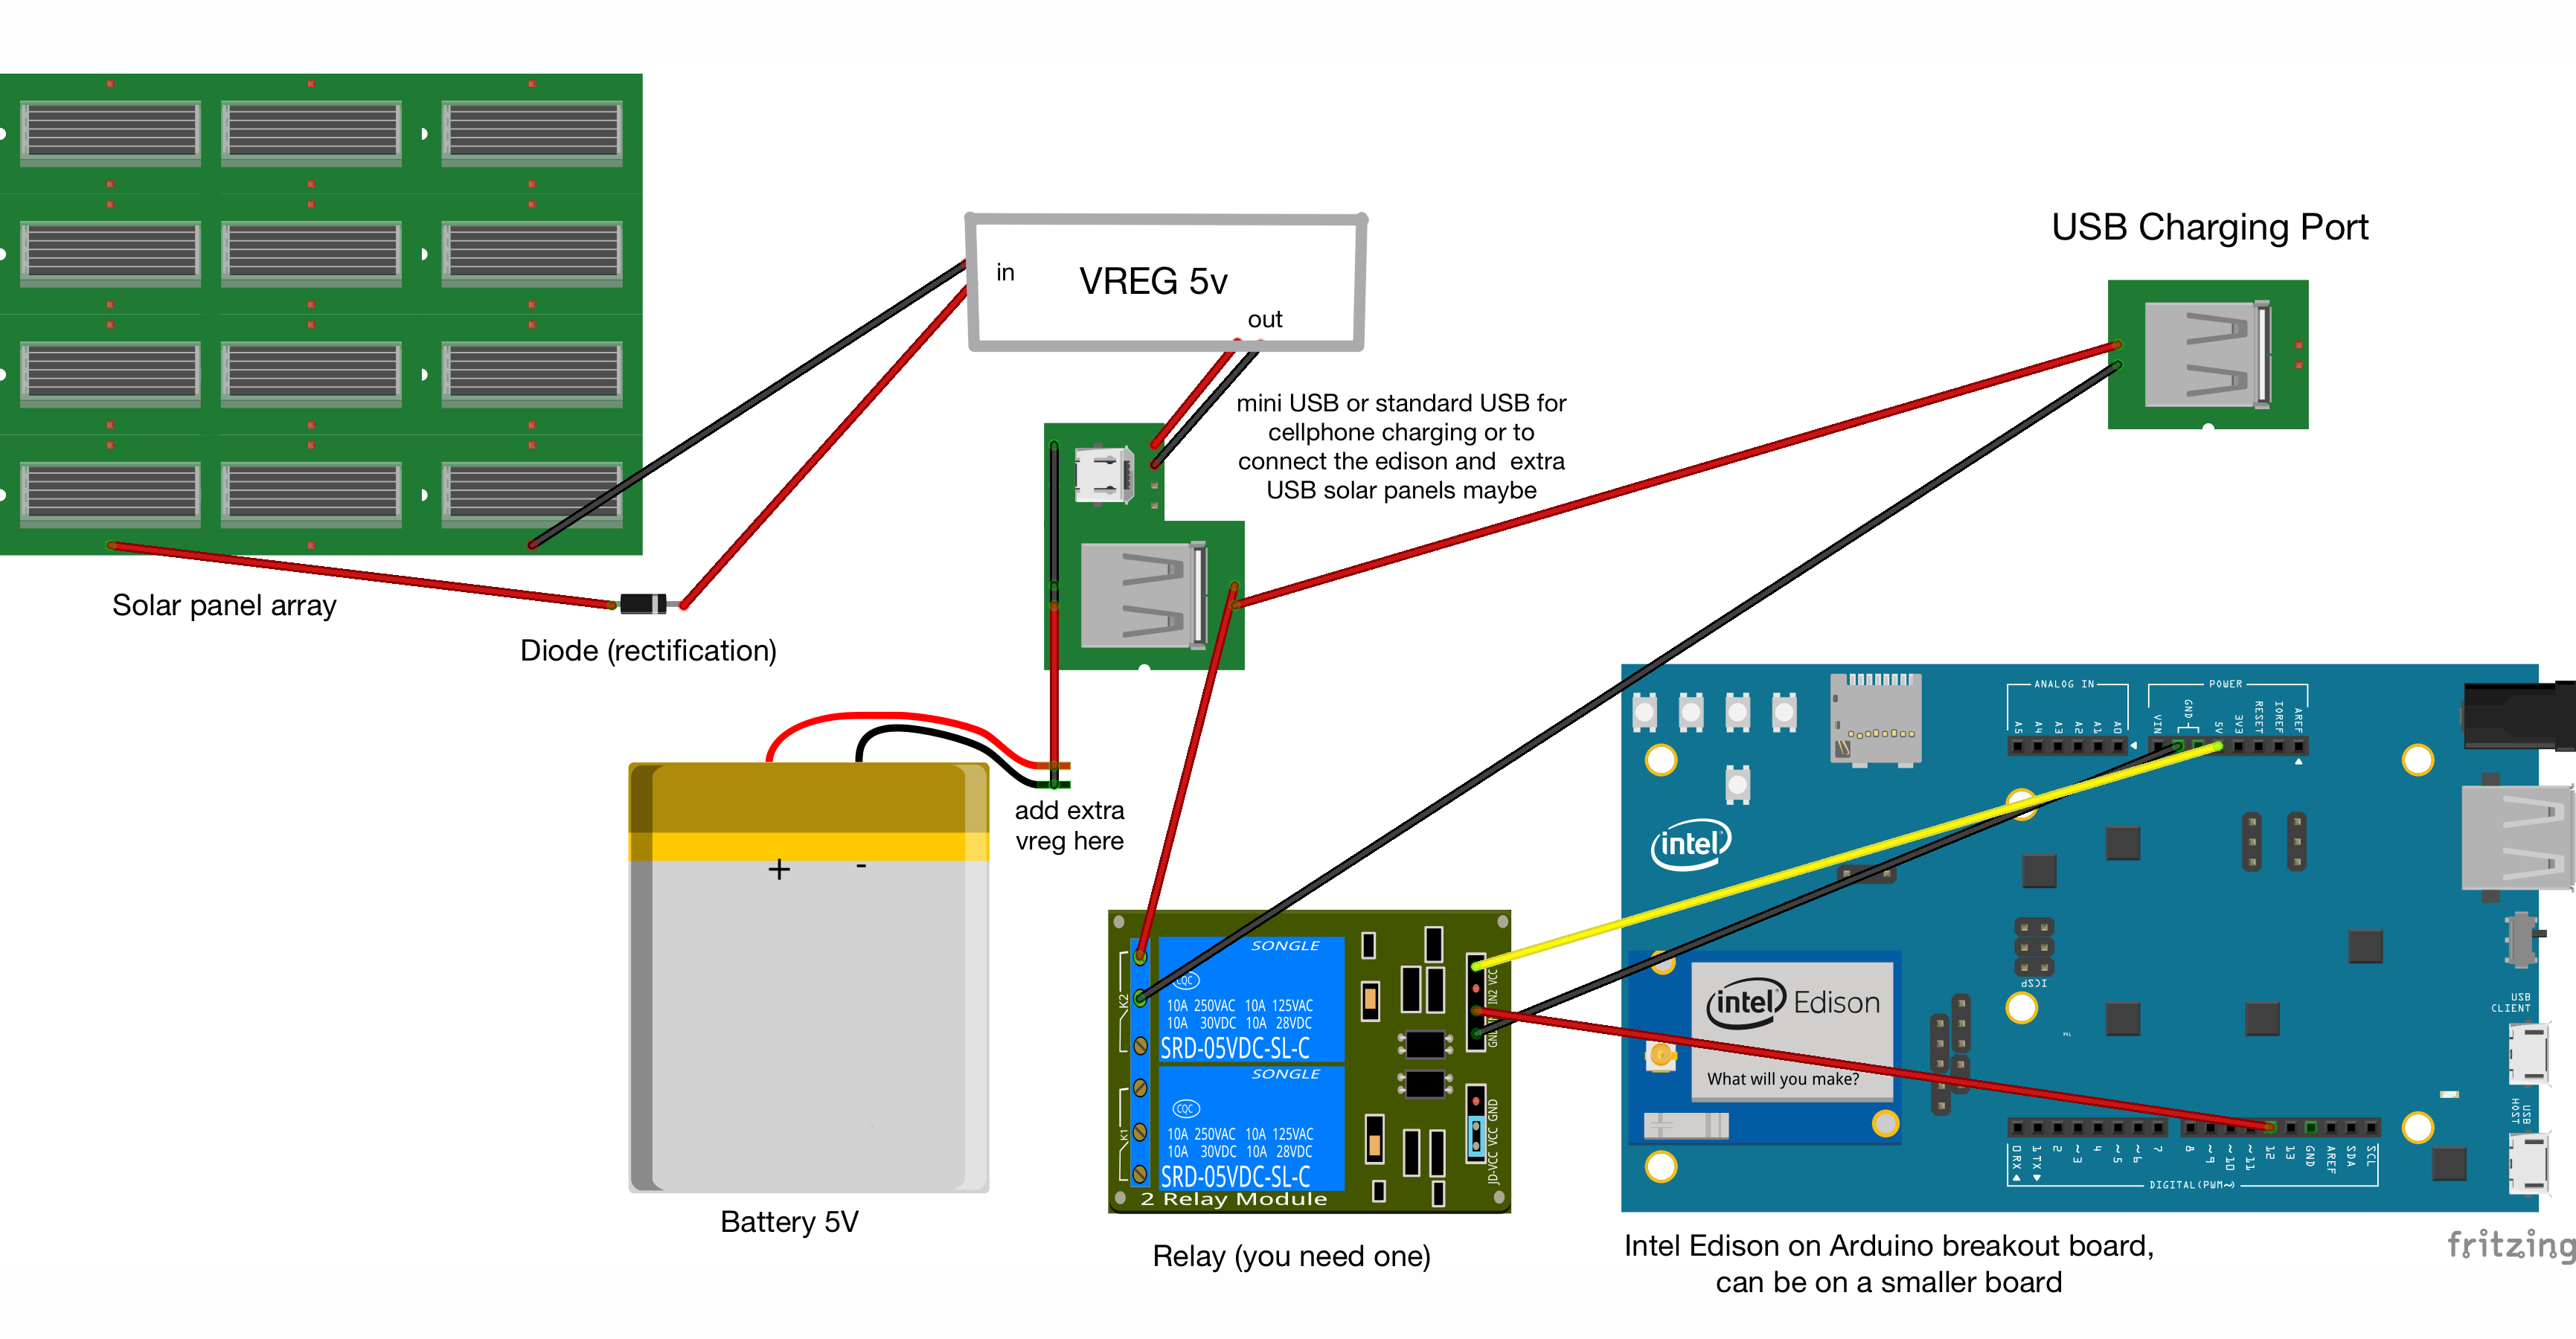 USB Charging Port
in
VREG 5v
out
mini USB or standard USB for
cellphone charging or to
connect the edison and  extra
USB solar panels maybe
Solar panel array
Diode (rectification)
add extra
vreg here
+
-
Battery 5V
SONGLE
CQC
10A 250VAC 10A 125VAC
10A 30VDC 10A 28VDC
SRD-05VDC-SL-C
SONGLE
CQC
10A 250VAC 10A 125VAC
10A 30VDC 10A 28VDC
SRD-05VDC-SL-C
2 Relay Module
K2
K1
IN2 VCC
JD-VCC VCC GND
Relay (you need one)
ANALOG IN
A5 A4 A3 A2 A1 A0
POWER
VIN GND 5V 3V3 RESET IOREF AREF
intel
ICSP
intel Edison
What will you make?
USB
CLIENT
USB
HOST
0RX 1TX 2 ~3 4 ~5 ~6 7 8 ~9 ~10 ~11 12 13 GND AREF SDA SCL
DIGITAL(PWM~)
Intel Edison on Arduino breakout board,
can be on a smaller board
fritzing